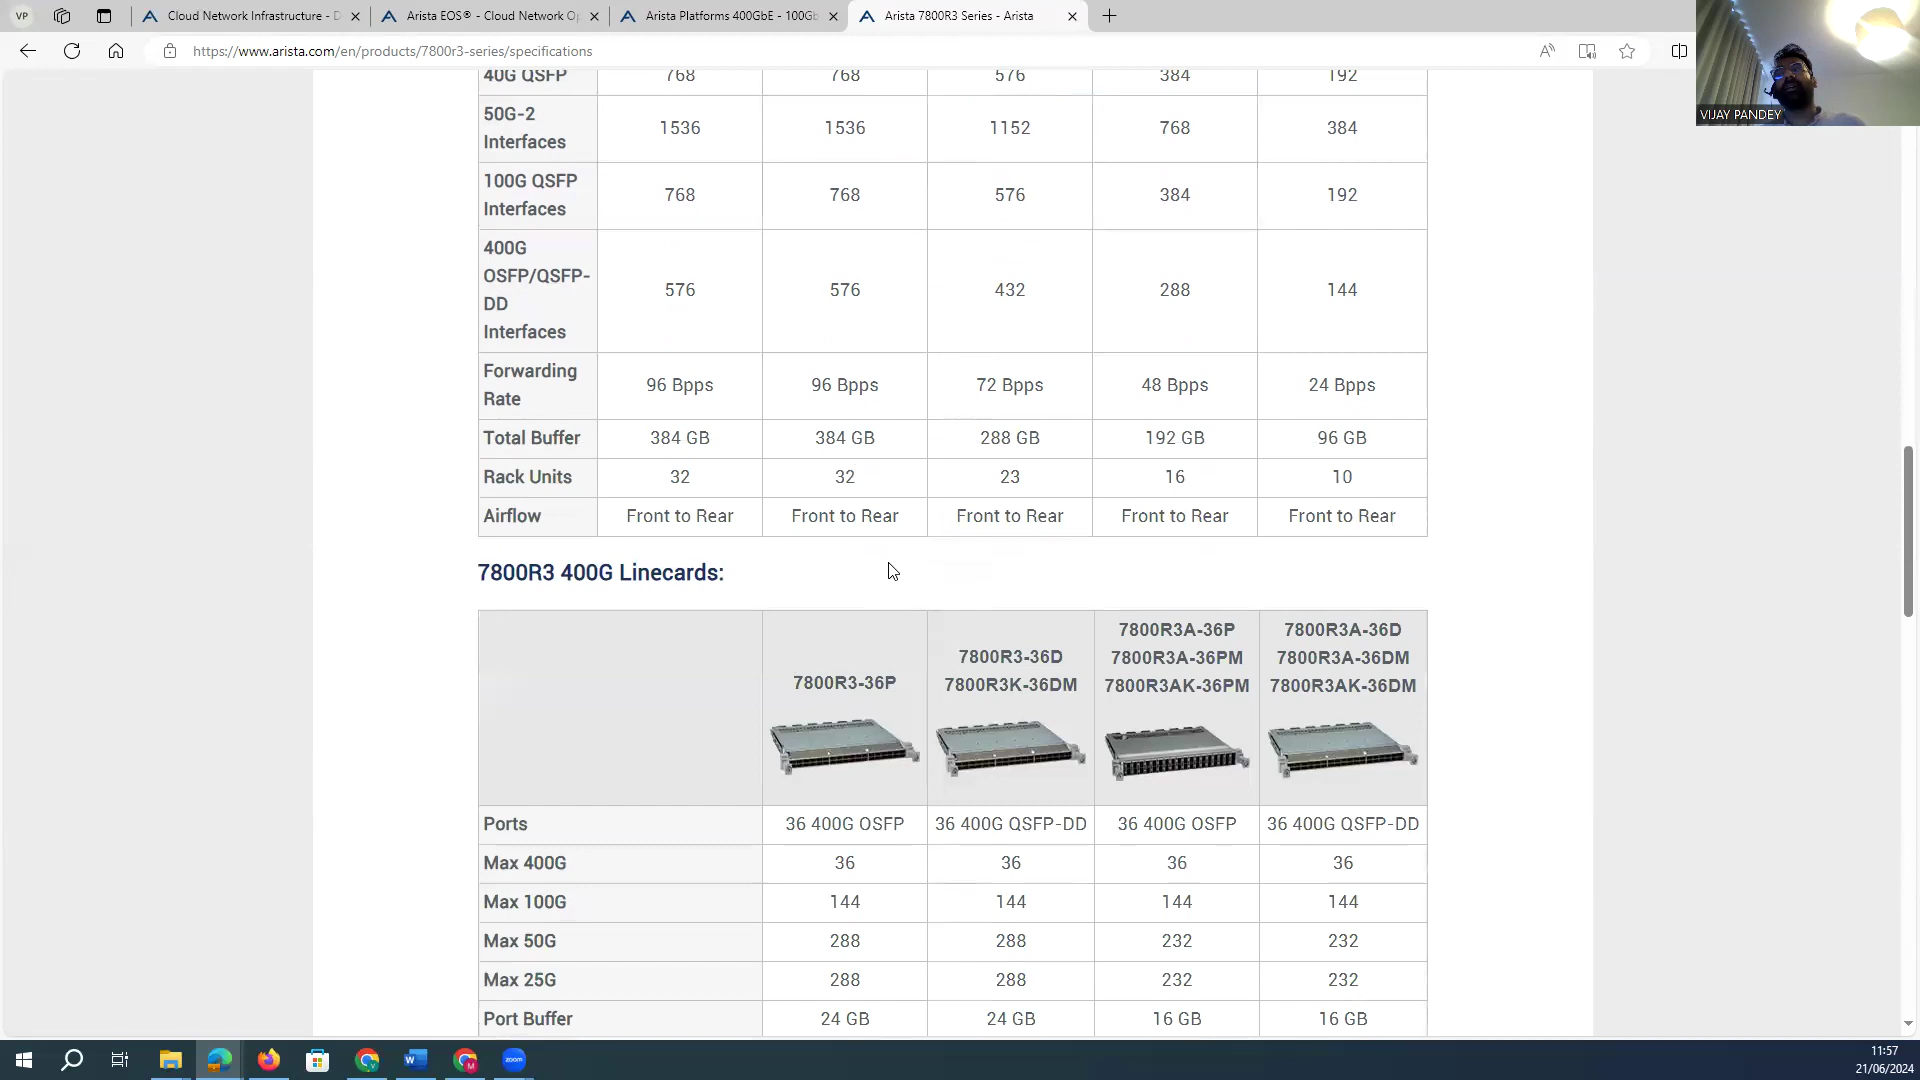 VP
Cloud Network Infrastructure - D
Arista EOS® - Cloud Network Op
Arista Platforms 400GbE - 100Gb
Arista 7800R3 Series - Arista
https://www.arista.com/en/products/7800r3-series/specifications
VIJAY PANDEY
40G QSFP 768 768 576 384 192
50G-2
Interfaces
1536 1536 1152 768 384
100G QSFP
Interfaces
768 768 576 384 192
400G
OSFP/QSFP-
DD
Interfaces
576 576 432 288 144
Forwarding
Rate
96 Bpps 96 Bpps 72 Bpps 48 Bpps 24 Bpps
Total Buffer 384 GB 384 GB 288 GB 192 GB 96 GB
Rack Units 32 32 23 16 10
Airflow Front to Rear Front to Rear Front to Rear Front to Rear Front to Rear
7800R3 400G Linecards:
7800R3-36P
7800R3-36D
7800R3K-36DM
7800R3A-36P
7800R3A-36PM
7800R3AK-36PM
7800R3A-36D
7800R3A-36DM
7800R3AK-36DM
Ports 36 400G OSFP 36 400G QSFP-DD 36 400G OSFP 36 400G QSFP-DD
Max 400G 36 36 36 36
Max 100G 144 144 144 144
Max 50G 288 288 232 232
Max 25G 288 288 232 232
Port Buffer 24 GB 24 GB 16 GB 16 GB
zoom
11:57
21/06/2024